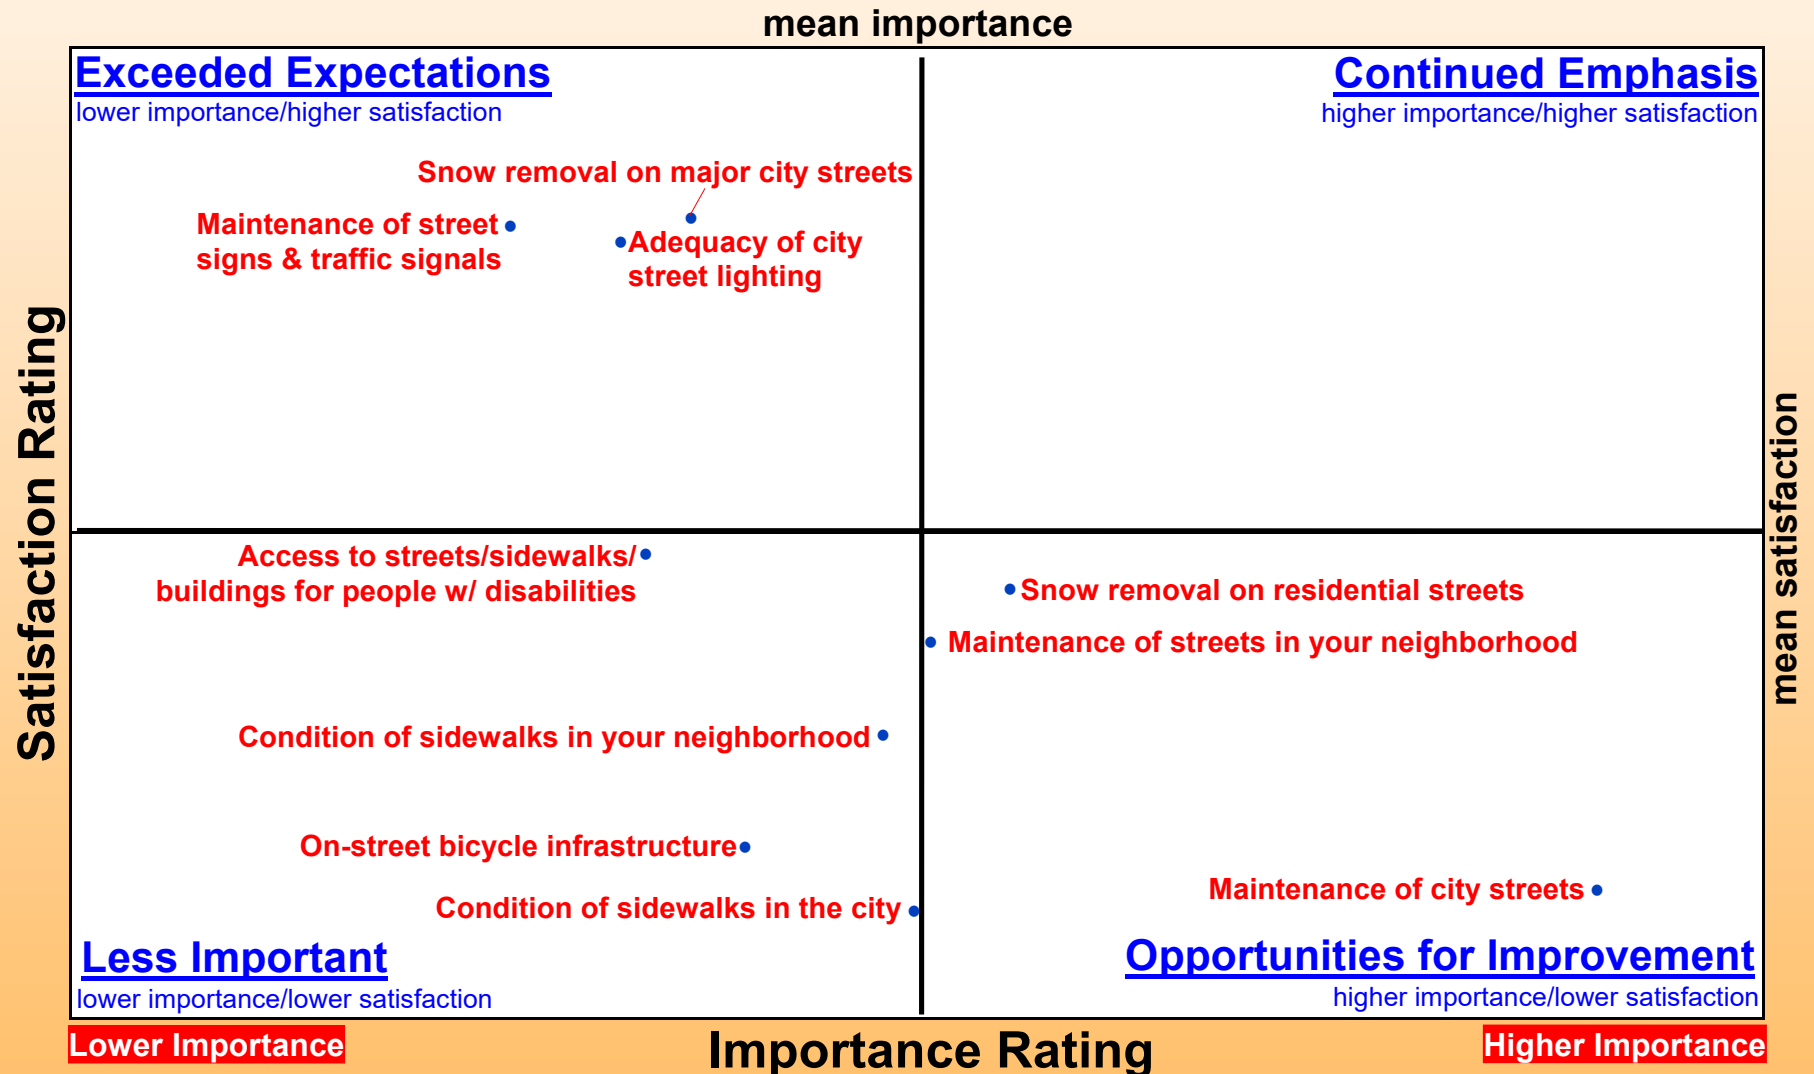 mean importance
Exceeded Expectations
lower importance/higher satisfaction
Continued Emphasis
higher importance/higher satisfaction
Snow removal on major city streets
Maintenance of street
signs & traffic signals
Adequacy of city
street lighting
Satisfaction Rating
mean satisfaction
Access to streets/sidewalks/
buildings for people w/ disabilities
Snow removal on residential streets
Maintenance of streets in your neighborhood
Condition of sidewalks in your neighborhood
On-street bicycle infrastructure
Maintenance of city streets
Condition of sidewalks in the city
Less Important
lower importance/lower satisfaction
Opportunities for Improvement
higher importance/lower satisfaction
Lower Importance
Importance Rating
Higher Importance